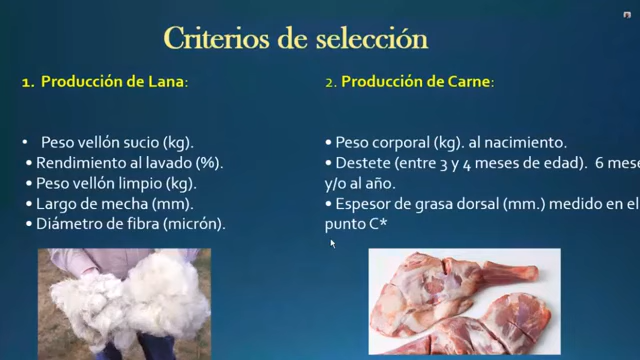 Criterios de selección
1. Producción de Lana:
• Peso vellón sucio (kg).
• Rendimiento al lavado (%).
• Peso vellón limpio (kg).
• Largo de mecha (mm).
• Diámetro de fibra (micrón).
2. Producción de Carne:
• Peso corporal (kg). al nacimiento.
• Destete (entre 3 y 4 meses de edad). 6 mese
y/o al año.
• Espesor de grasa dorsal (mm.) medido en el
punto C*